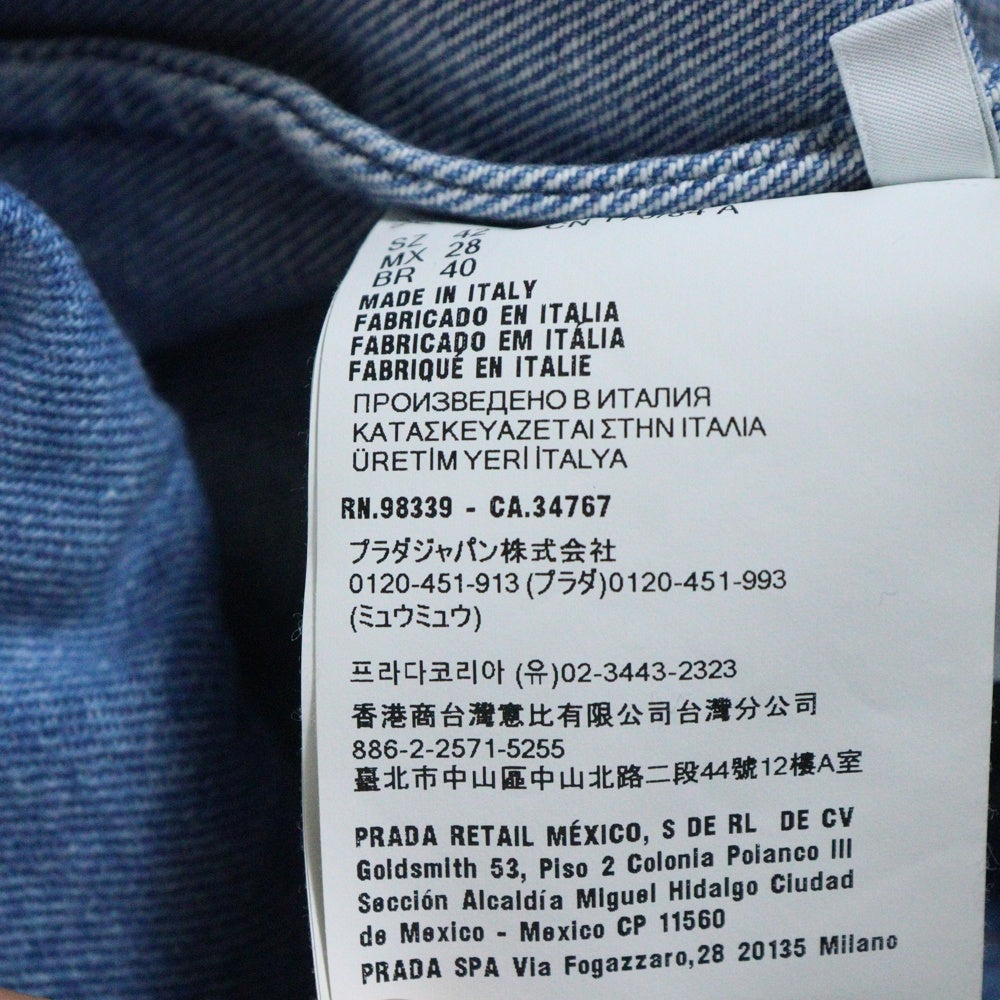 SZ 42
MX 28
BR 40
MADE IN ITALY
FABRICADO EN ITALIA
FABRICADO EM ITÁLIA
FABRIQUÉ EN ITALIE
ПРОИЗВЕДЕНО В ИТАЛИЯ
ΚΑΤΑΣΚΕΥΑΖΕΤΑΙ ΣΤΗΝ ΙΤΑΛΙΑ
ÜRETİM YERİ İTALYA
RN.98339 - CA.34767
プラダジャパン株式会社
0120-451-913 (プラダ)0120-451-993
(ミュウミュウ)
프라다코리아 (유)02-3443-2323
香港商台灣意比有限公司台灣分公司
886-2-2571-5255
臺北市中山區中山北路二段44號12樓A室
PRADA RETAIL MÉXICO, S DE RL DE CV
Goldsmith 53, Piso 2 Colonia Polanco III
Sección Alcaldía Miguel Hidalgo Ciudad
de Mexico - Mexico CP 11560
PRADA SPA Via Fogazzaro,28 20135 Milano